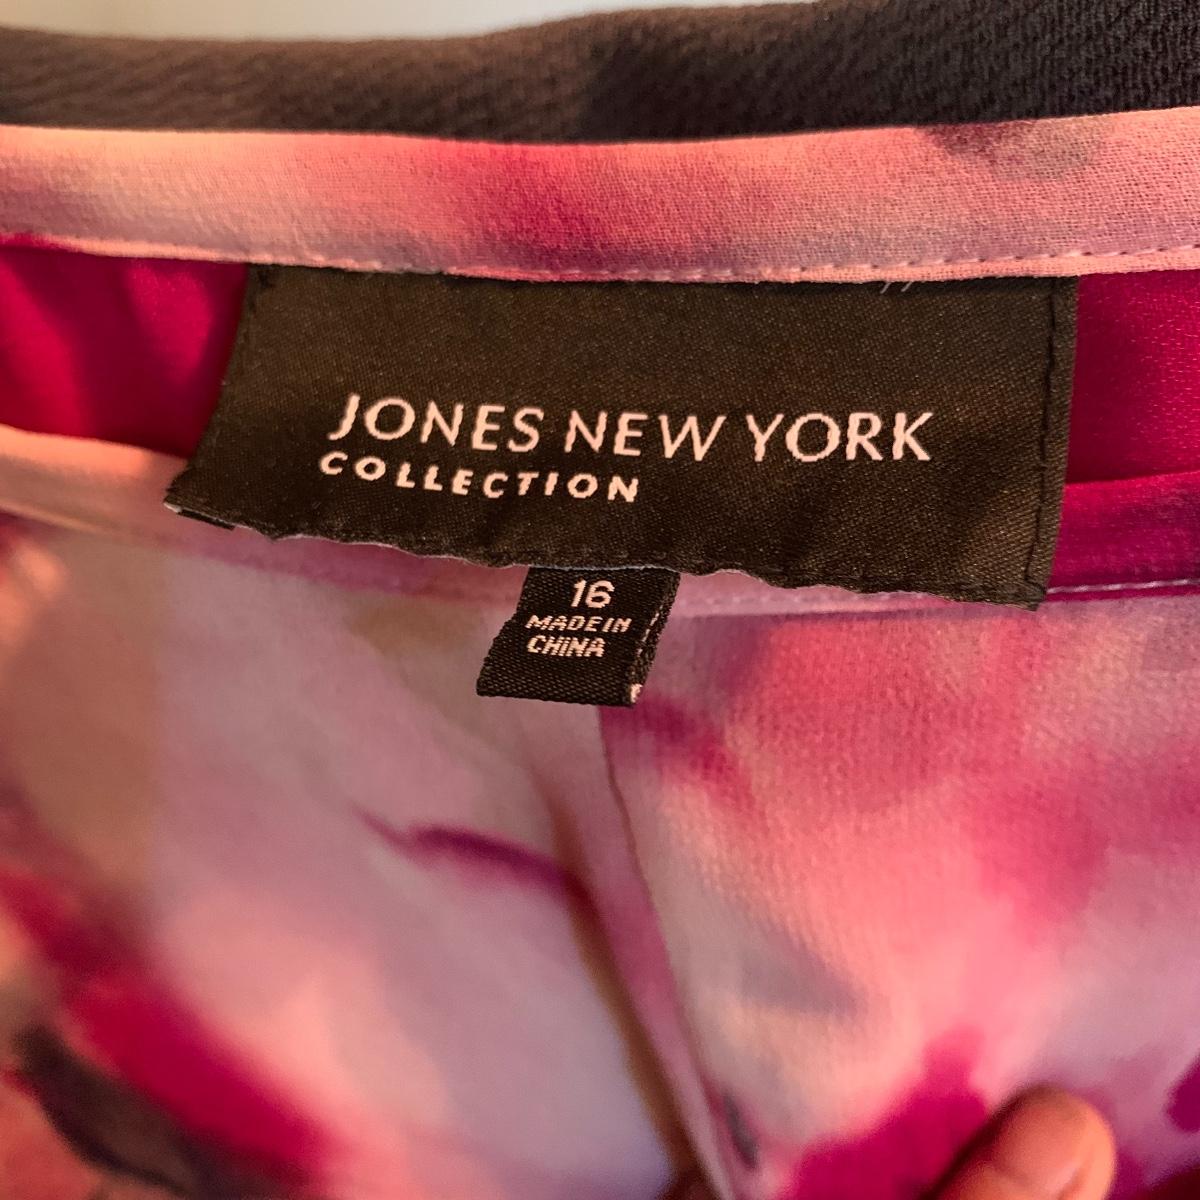 JONES NEW YORK
COLLECTION
16
MADE IN
CHINA